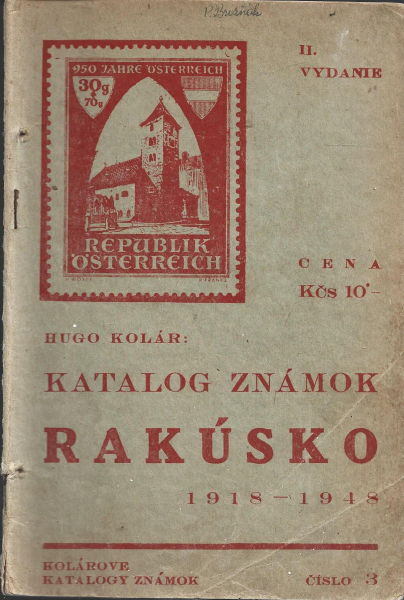 II.
VYDANIE
950 JAHRE ÖSTERREICH
30g
+
70g
REPUBLIK
ÖSTERREICH
CENA
Kčs 10'-
HUGO KOLÁR:
KATALOG ZNÁMOK
RAKÚSKO
1918-1948
KOLÁROVE
KATALOGY ZNÁMOK
ČÍSLO 3